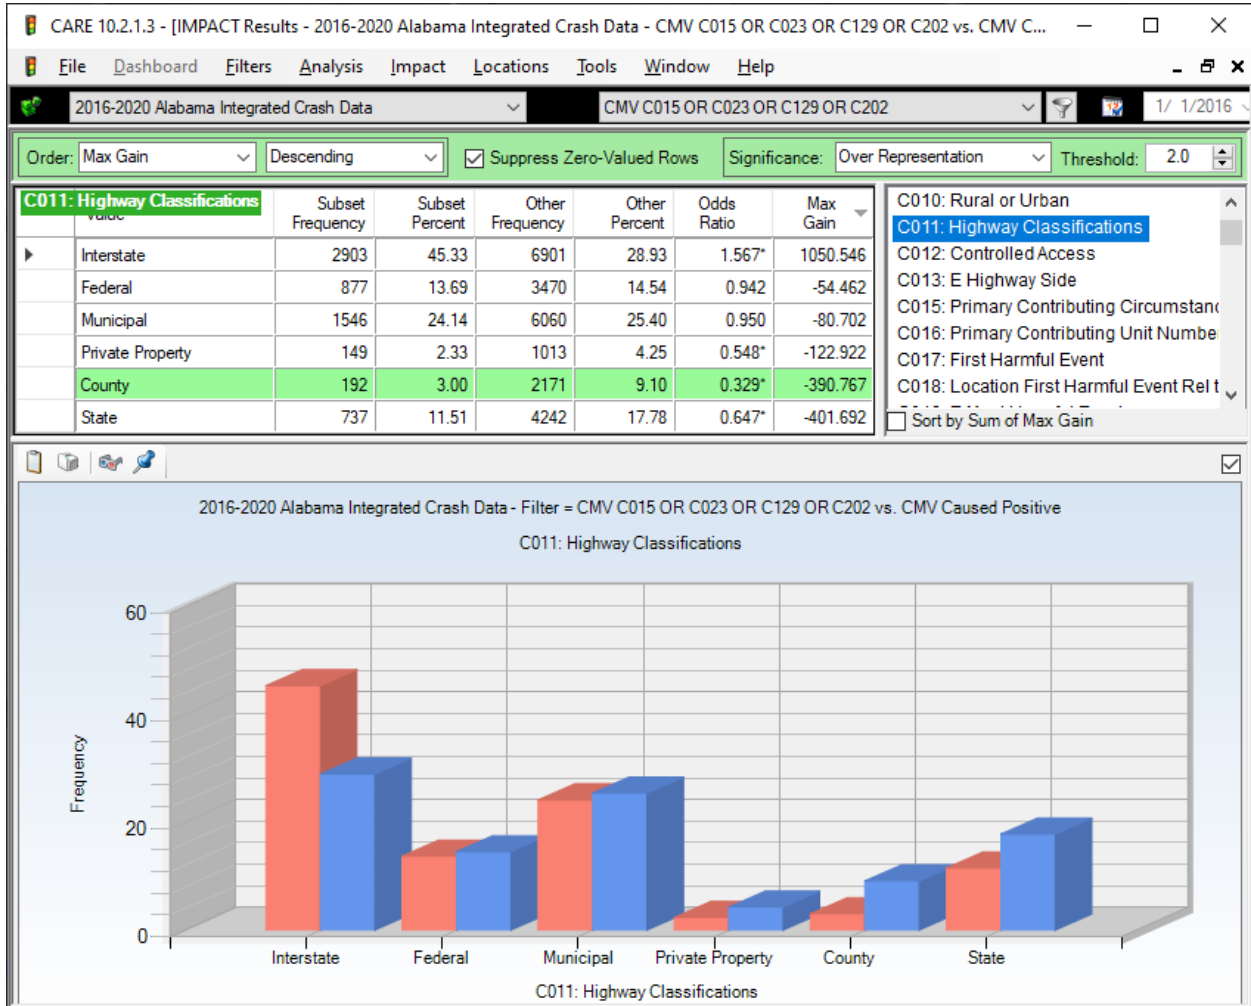 CARE 10.2.1.3 - [IMPACT Results - 2016-2020 Alabama Integrated Crash Data - CMV C015 OR C023 OR C129 OR C202 vs. CMV C...
File Dashboard Filters Analysis Impact Locations Tools Window Help
2016-2020 Alabama Integrated Crash Data CMV C015 OR C023 OR C129 OR C202 1/ 1/2016
Order: Max Gain Descending Suppress Zero-Valued Rows Significance: Over Representation Threshold: 2.0
C011: Highway Classifications Subset Frequency Subset Percent Other Frequency Other Percent Odds Ratio Max Gain
Interstate 2903 45.33 6901 28.93 1.567* 1050.546
Federal 877 13.69 3470 14.54 0.942 -54.462
Municipal 1546 24.14 6060 25.40 0.950 -80.702
Private Property 149 2.33 1013 4.25 0.548* -122.922
County 192 3.00 2171 9.10 0.329* -390.767
State 737 11.51 4242 17.78 0.647* -401.692
C010: Rural or Urban
C011: Highway Classifications
C012: Controlled Access
C013: E Highway Side
C015: Primary Contributing Circumstanc
C016: Primary Contributing Unit Numbe
C017: First Harmful Event
C018: Location First Harmful Event Rel t
Sort by Sum of Max Gain
2016-2020 Alabama Integrated Crash Data - Filter = CMV C015 OR C023 OR C129 OR C202 vs. CMV Caused Positive
C011: Highway Classifications
Frequency
60
40
20
0
Interstate Federal Municipal Private Property County State
C011: Highway Classifications